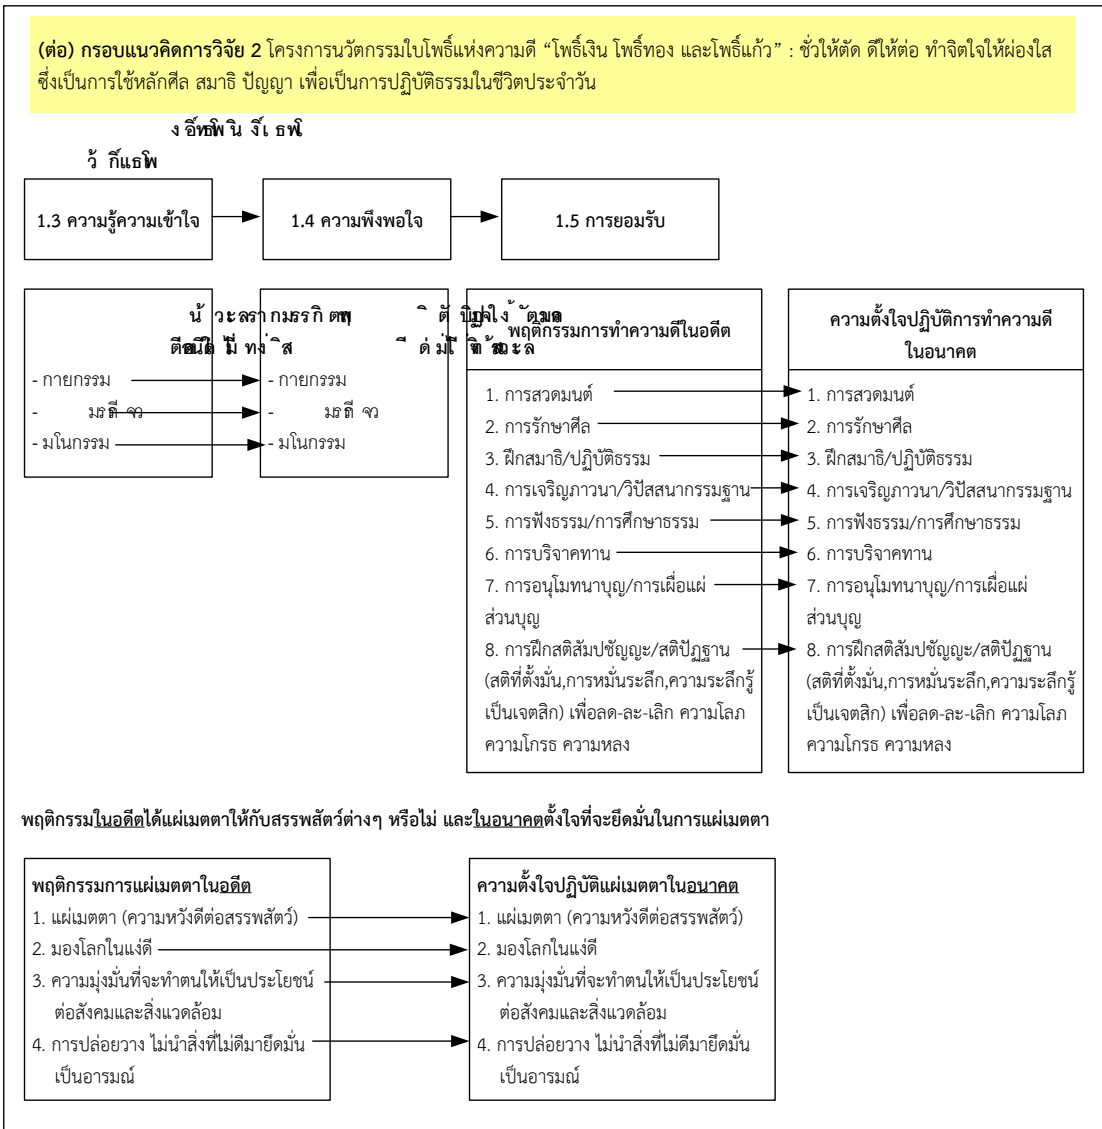 (ต่อ) กรอบแนวคิดการวิจัย 2 โครงการนวัตกรรมใบโพธิ์แห่งความดี “โพธิ์เงิน โพธิ์ทอง และโพธิ์แก้ว” : ชั่วให้ตัด ดีให้ต่อ ทำจิตใจให้ผ่องใส
ซึ่งเป็นการใช้หลักศีล สมาธิ ปัญญา เพื่อเป็นการปฏิบัติธรรมในชีวิตประจำวัน
1.3 ความรู้ความเข้าใจ
1.4 ความพึงพอใจ
1.5 การยอมรับ
- กายกรรม
-
- มโนกรรม
- กายกรรม
-
- มโนกรรม
พฤติกรรมการทำความดีในอดีต
1. การสวดมนต์
2. การรักษาศีล
3. ฝึกสมาธิ/ปฏิบัติธรรม
4. การเจริญภาวนา/วิปัสสนากรรมฐาน
5. การฟังธรรม/การศึกษาธรรม
6. การบริจาคทาน
7. การอนุโมทนาบุญ/การเผื่อแผ่
ส่วนบุญ
8. การฝึกสติสัมปชัญญะ/สติปัฏฐาน
(สติที่ตั้งมั่น,การหมั่นระลึก,ความระลึกรู้
เป็นเจตสิก) เพื่อลด-ละ-เลิก ความโลภ
ความโกรธ ความหลง
ความตั้งใจปฏิบัติการทำความดี
ในอนาคต
1. การสวดมนต์
2. การรักษาศีล
3. ฝึกสมาธิ/ปฏิบัติธรรม
4. การเจริญภาวนา/วิปัสสนากรรมฐาน
5. การฟังธรรม/การศึกษาธรรม
6. การบริจาคทาน
7. การอนุโมทนาบุญ/การเผื่อแผ่
ส่วนบุญ
8. การฝึกสติสัมปชัญญะ/สติปัฏฐาน
(สติที่ตั้งมั่น,การหมั่นระลึก,ความระลึกรู้
เป็นเจตสิก) เพื่อลด-ละ-เลิก ความโลภ
ความโกรธ ความหลง
พฤติกรรมในอดีตได้แผ่เมตตาให้กับสรรพสัตว์ต่างๆ หรือไม่ และในอนาคตตั้งใจที่จะยึดมั่นในการแผ่เมตตา
พฤติกรรมการแผ่เมตตาในอดีต
1. แผ่เมตตา (ความหวังดีต่อสรรพสัตว์)
2. มองโลกในแง่ดี
3. ความมุ่งมั่นที่จะทำตนให้เป็นประโยชน์
ต่อสังคมและสิ่งแวดล้อม
4. การปล่อยวาง ไม่นำสิ่งที่ไม่ดีมายึดมั่น
เป็นอารมณ์
ความตั้งใจปฏิบัติแผ่เมตตาในอนาคต
1. แผ่เมตตา (ความหวังดีต่อสรรพสัตว์)
2. มองโลกในแง่ดี
3. ความมุ่งมั่นที่จะทำตนให้เป็นประโยชน์
ต่อสังคมและสิ่งแวดล้อม
4. การปล่อยวาง ไม่นำสิ่งที่ไม่ดีมายึดมั่น
เป็นอารมณ์